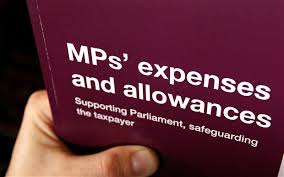 MPs' expenses
and allowances
Supporting Parliament, safeguarding
the taxpayer